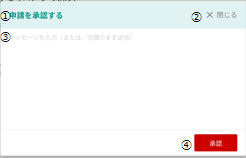 ①申請を承認する ② × 閉じる
③メッセージを入力（または、空欄のまま送信）
④ 承認